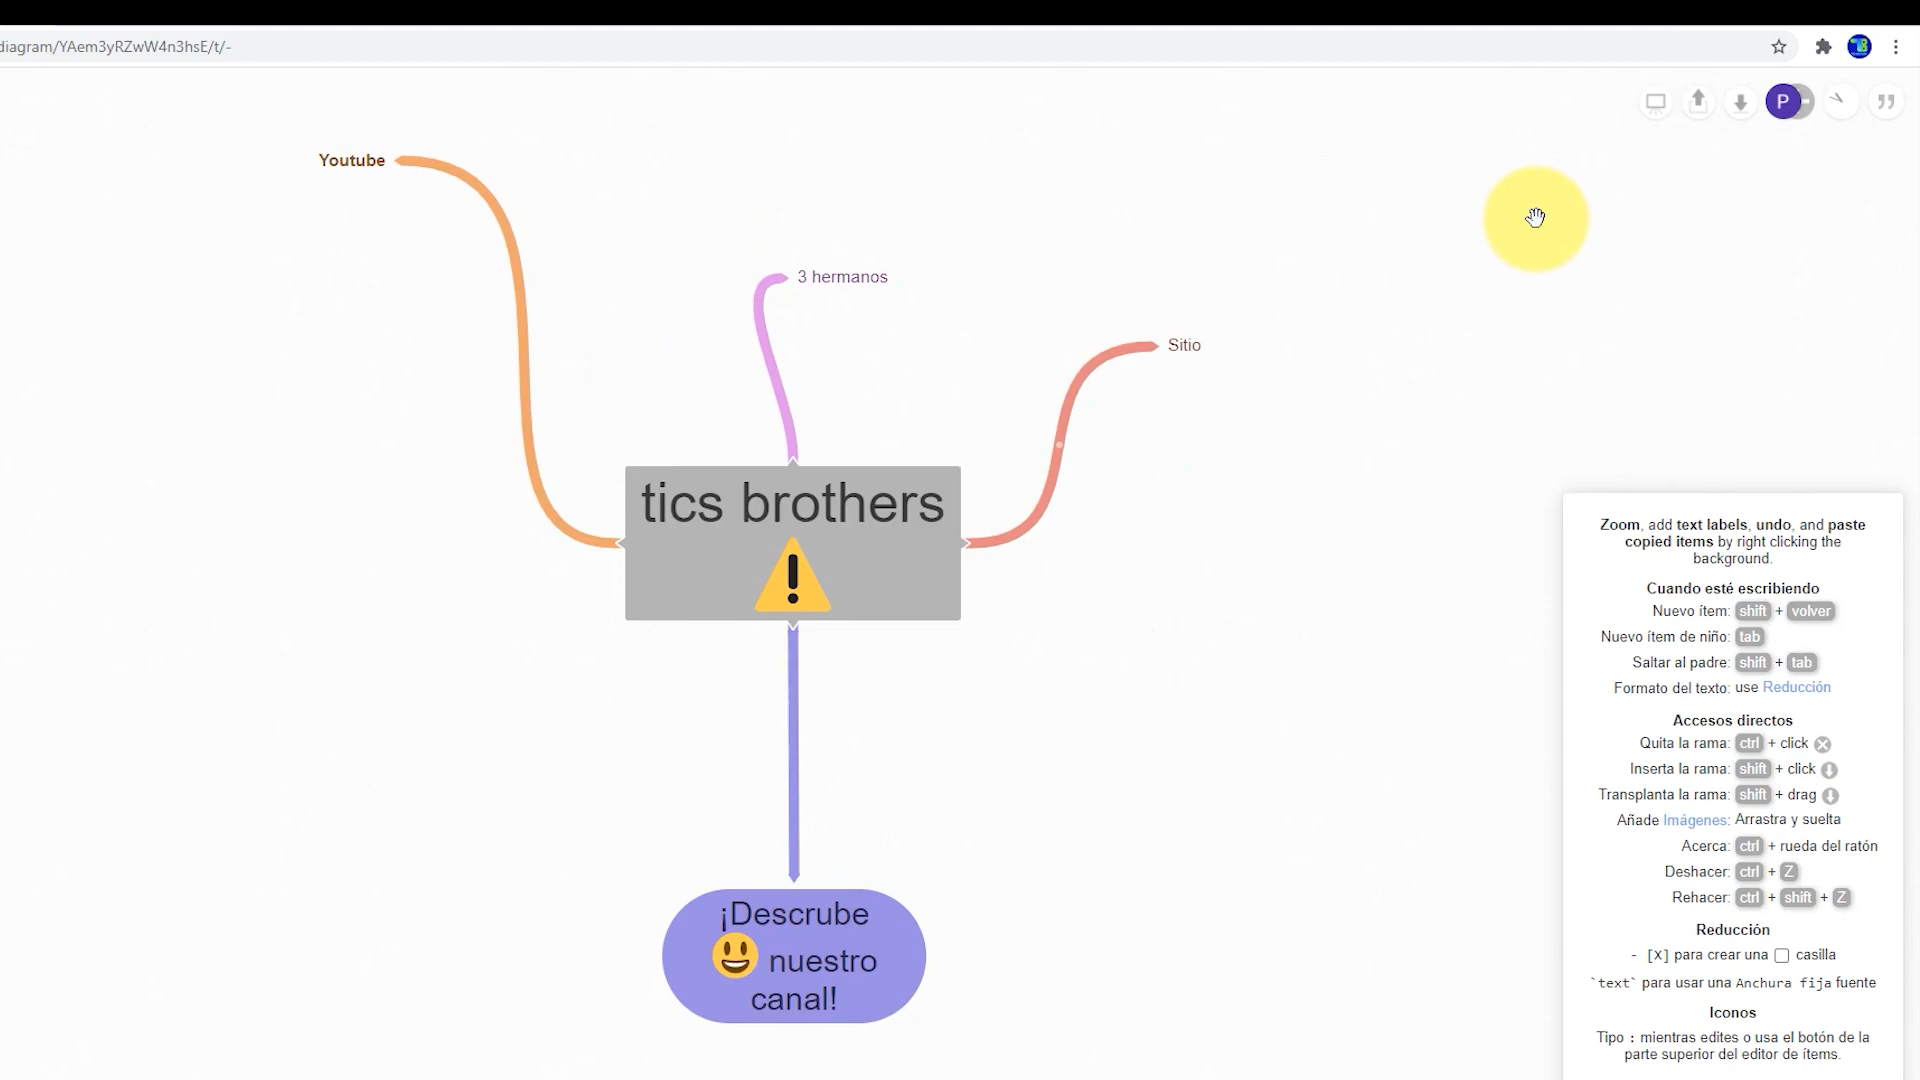 diagram/YAem3yRZwW4n3hsE/t/-
P
Youtube
3 hermanos
Sitio
tics brothers
¡Descrube
nuestro
canal!
Zoom, add text labels, undo, and paste
copied items by right clicking the
background.
Cuando esté escribiendo
Nuevo ítem: shift + volver
Nuevo ítem de niño: tab
Saltar al padre: shift + tab
Formato del texto: use Reducción
Accesos directos
Quita la rama: ctrl + click
Inserta la rama: shift + click
Transplanta la rama: shift + drag
Añade Imágenes: Arrastra y suelta
Acerca: ctrl + rueda del ratón
Deshacer: ctrl + Z
Rehacer: ctrl + shift + Z
Reducción
- [X] para crear una casilla
`text` para usar una Anchura fija fuente
Iconos
Tipo : mientras edites o usa el botón de la
parte superior del editor de ítems.